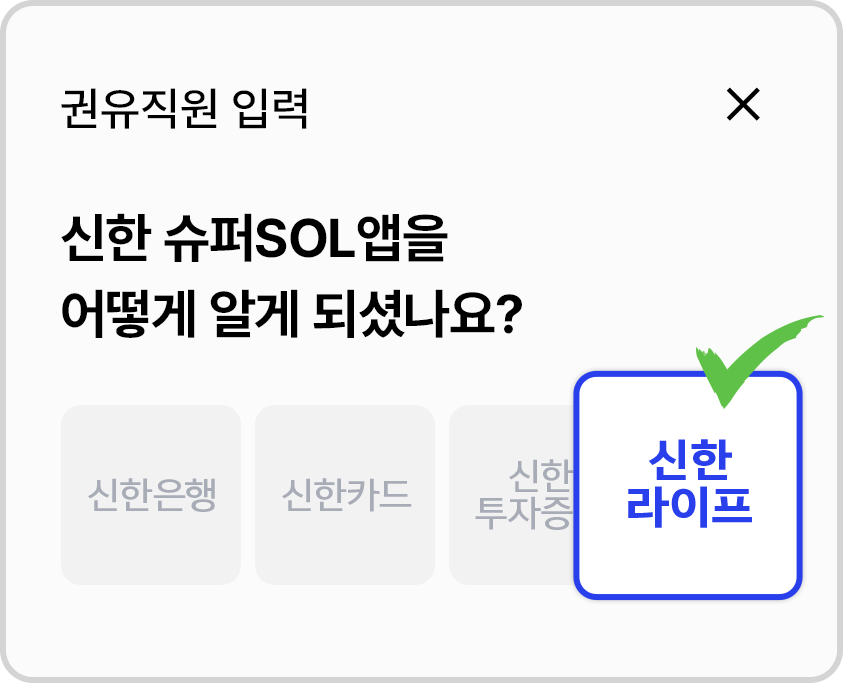 권유직원 입력
신한 슈퍼SOL앱을
어떻게 알게 되셨나요?
신한은행
신한카드
신한
투자증
신한
라이프